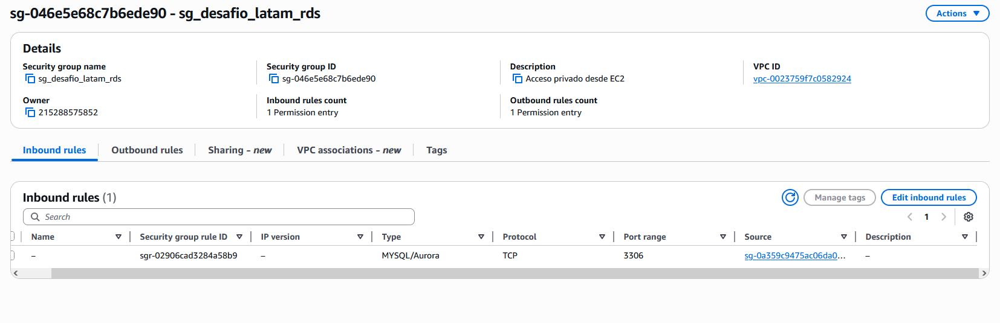 sg-046e5e68c7b6ede90 - sg_desafio_latam_rds
Actions
Details
Security group name
Security group ID
Description
VPC ID
sg_desafio_latam_rds
sg-046e5e68c7b6ede90
Acceso privado desde EC2
vpc-0023759f7c0582924
Owner
Inbound rules count
Outbound rules count
215288575852
1 Permission entry
1 Permission entry
Inbound rules
Outbound rules
Sharing - new
VPC associations - new
Tags
Inbound rules (1)
Manage tags
Edit inbound rules
Search
1
Name
Security group rule ID
IP version
Type
Protocol
Port range
Source
Description
–
sgr-02906cad3284a58b9
–
MYSQL/Aurora
TCP
3306
sg-0a359c9475ac06da0...
–